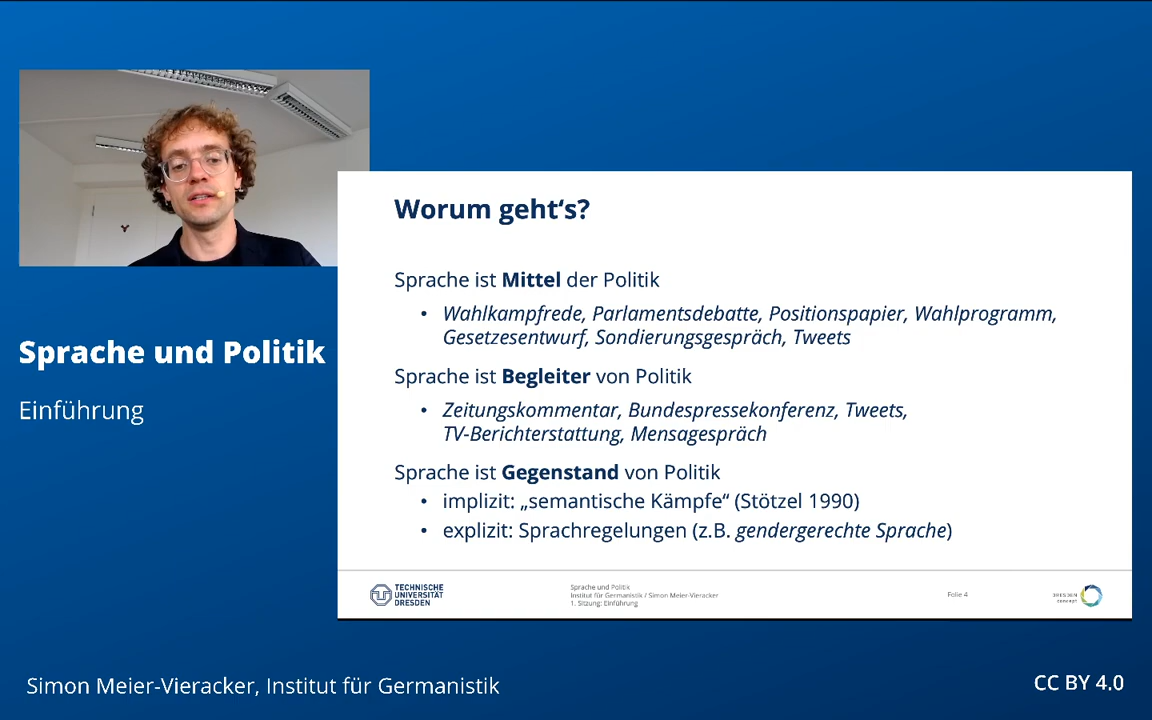 Sprache und Politik
Einführung
Worum geht‘s?
Sprache ist Mittel der Politik
• Wahlkampfrede, Parlamentsdebatte, Positionspapier, Wahlprogramm,
Gesetzesentwurf, Sondierungsgespräch, Tweets
Sprache ist Begleiter von Politik
• Zeitungskommentar, Bundespressekonferenz, Tweets,
TV-Berichterstattung, Mensagespräch
Sprache ist Gegenstand von Politik
• implizit: „semantische Kämpfe“ (Stötzel 1990)
• explizit: Sprachregelungen (z.B. gendergerechte Sprache)
TECHNISCHE
UNIVERSITÄT
DRESDEN
Sprache und Politik
Institut für Germanistik / Simon Meier-Vieracker
1. Sitzung: Einführung
Folie 4
DRESDEN
concept
Simon Meier-Vieracker, Institut für Germanistik
CC BY 4.0